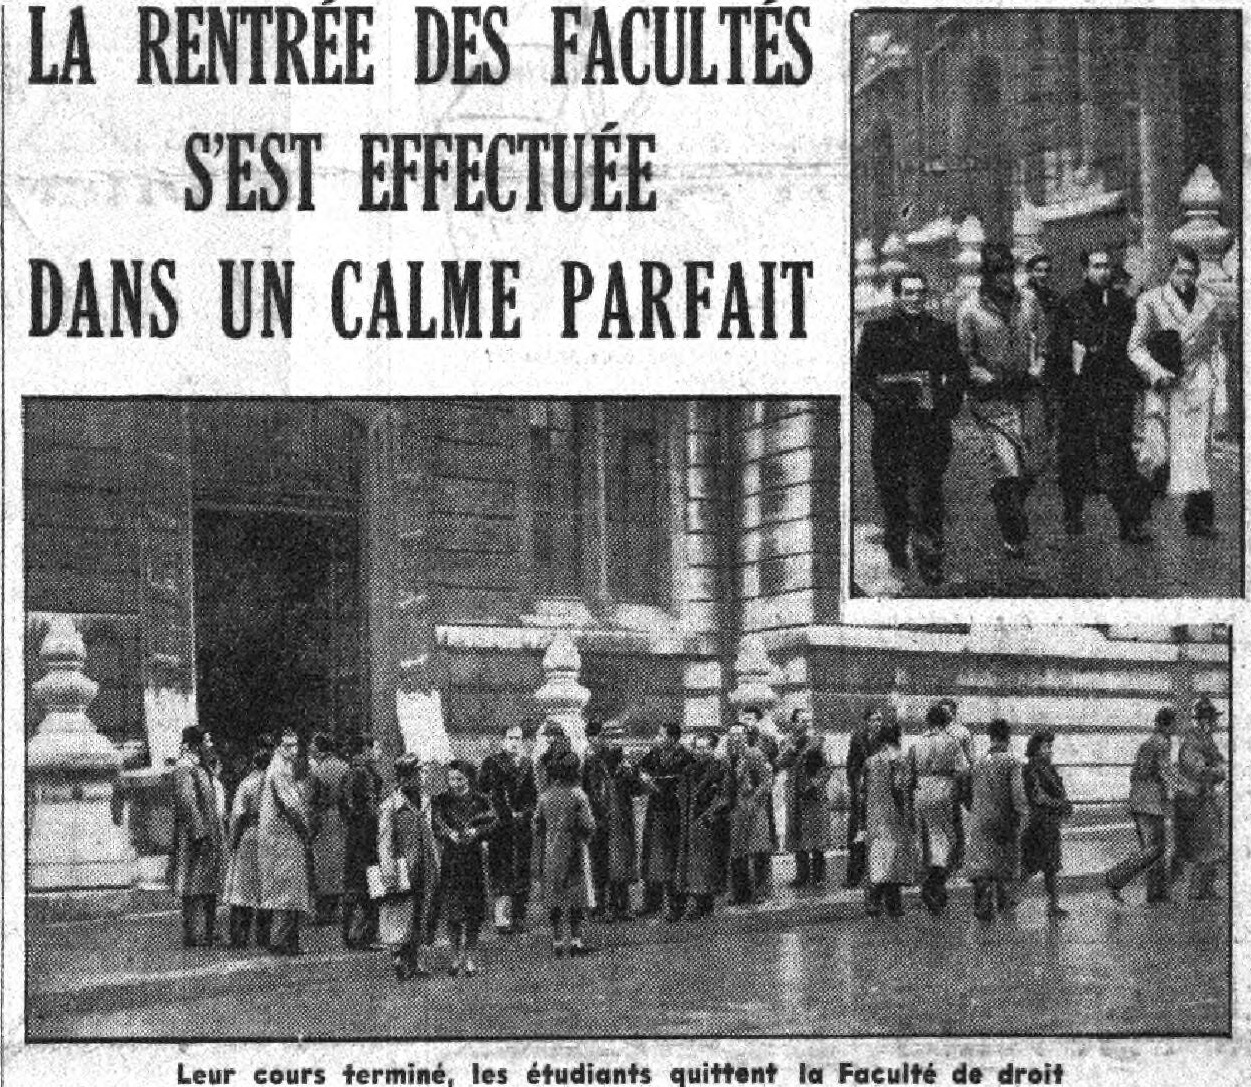 LA RENTRÉE DES FACULTÉS
S'EST EFFECTUÉE
DANS UN CALME PARFAIT
Leur cours terminé, les étudiants quittent la Faculté de droit